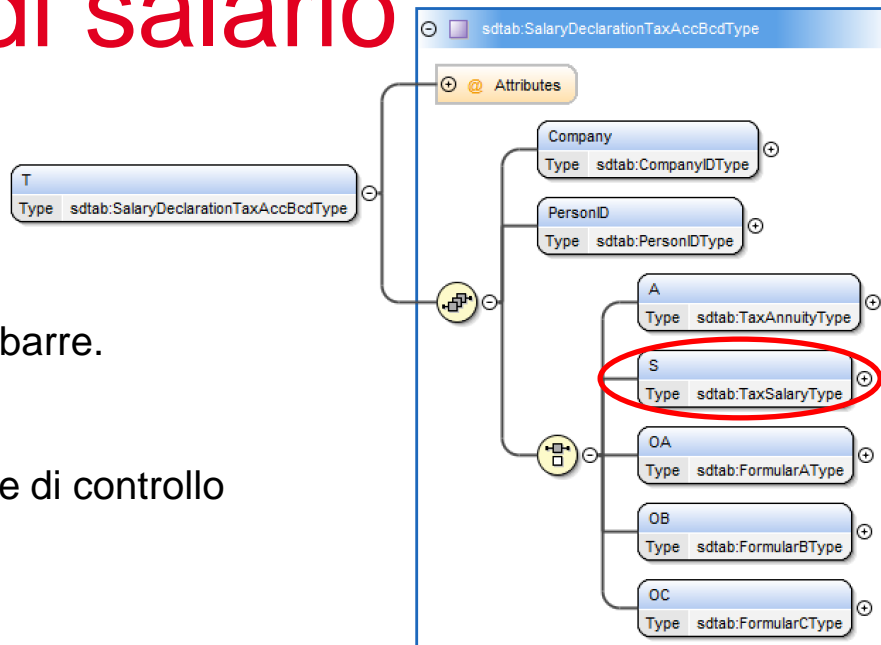 di salario
sdtab:SalaryDeclarationTaxAccBcdType
@ Attributes
Company
Type sdtab:CompanyIDType
T
Type sdtab:SalaryDeclarationTaxAccBcdType
PersonID
Type sdtab:PersonIDType
A
Type sdtab:TaxAnnuityType
barre.
S
Type sdtab:TaxSalaryType
OA
Type sdtab:FormularAType
e di controllo
OB
Type sdtab:FormularBType
OC
Type sdtab:FormularCType